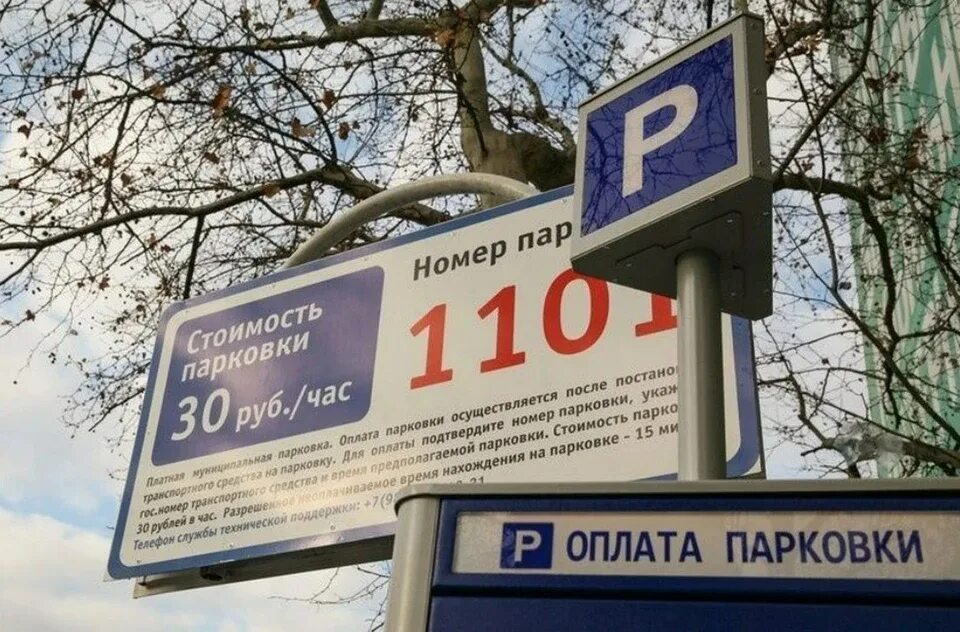 P
Номер пар
1101
Стоимость
парковки
30 руб./час
Платная муниципальная парковка. Оплата парковки осуществляется после постано
транспортного средства на парковку. Для оплаты подтвердите номер парковки, ука
гос.номер транспортного средства и время предполагаемой парковки. Стоимость парко
30 рублей в час. Разрешенное неоплачиваемое время нахождения на парковке - 15 ми
Телефон службы технической поддержки:
P ОПЛАТА ПАРКОВКИ